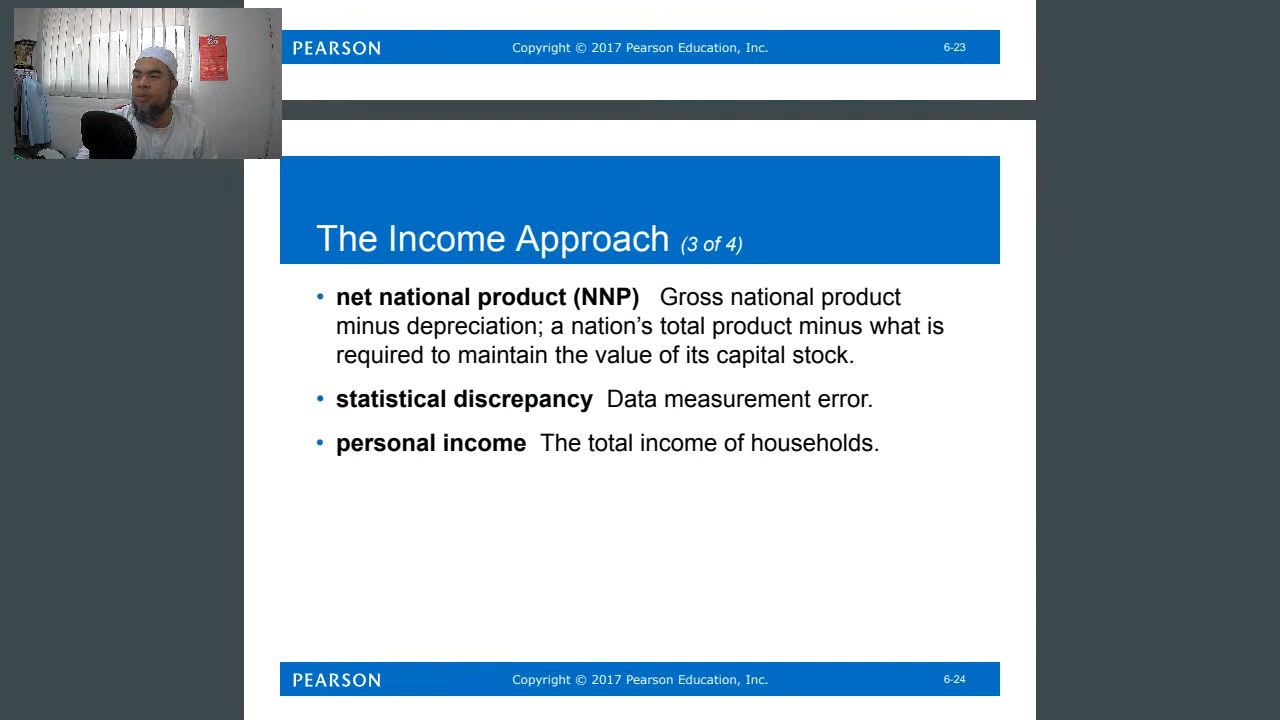 PEARSON Copyright © 2017 Pearson Education, Inc. 6-23
The Income Approach (3 of 4)
• net national product (NNP) Gross national product
minus depreciation; a nation’s total product minus what is
required to maintain the value of its capital stock.
• statistical discrepancy Data measurement error.
• personal income The total income of households.
PEARSON Copyright © 2017 Pearson Education, Inc. 6-24